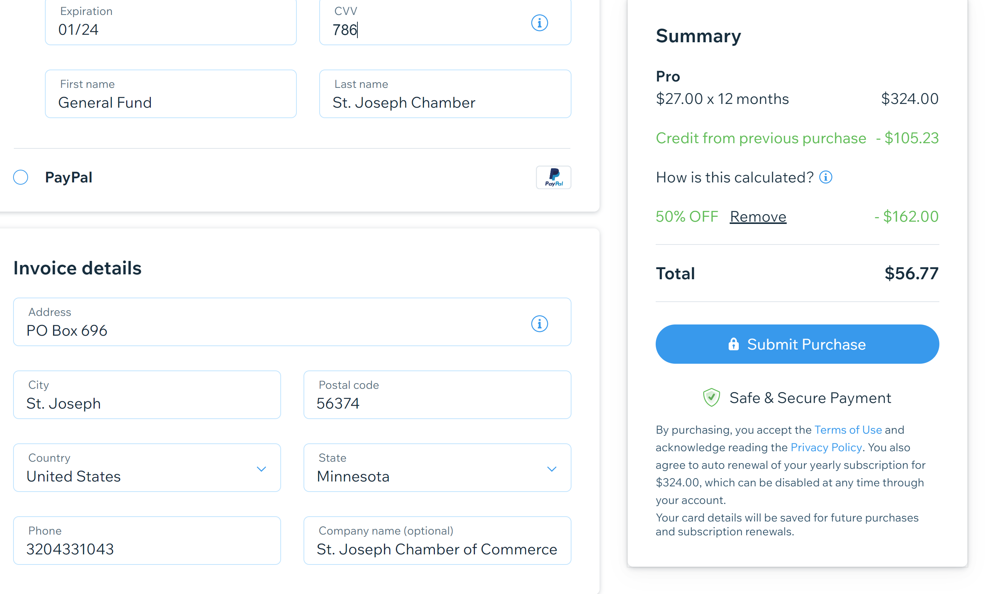 Expiration
01/24
CVV
786
First name
General Fund
Last name
St. Joseph Chamber
PayPal
PayPal
Invoice details
Address
PO Box 696
City
St. Joseph
Postal code
56374
Country
United States
State
Minnesota
Phone
3204331043
Company name (optional)
St. Joseph Chamber of Commerce
Summary
Pro
$27.00 x 12 months $324.00
Credit from previous purchase - $105.23
How is this calculated?
50% OFF Remove - $162.00
Total $56.77
Submit Purchase
Safe & Secure Payment
By purchasing, you accept the Terms of Use and
acknowledge reading the Privacy Policy. You also
agree to auto renewal of your yearly subscription for
$324.00, which can be disabled at any time through
your account.
Your card details will be saved for future purchases
and subscription renewals.